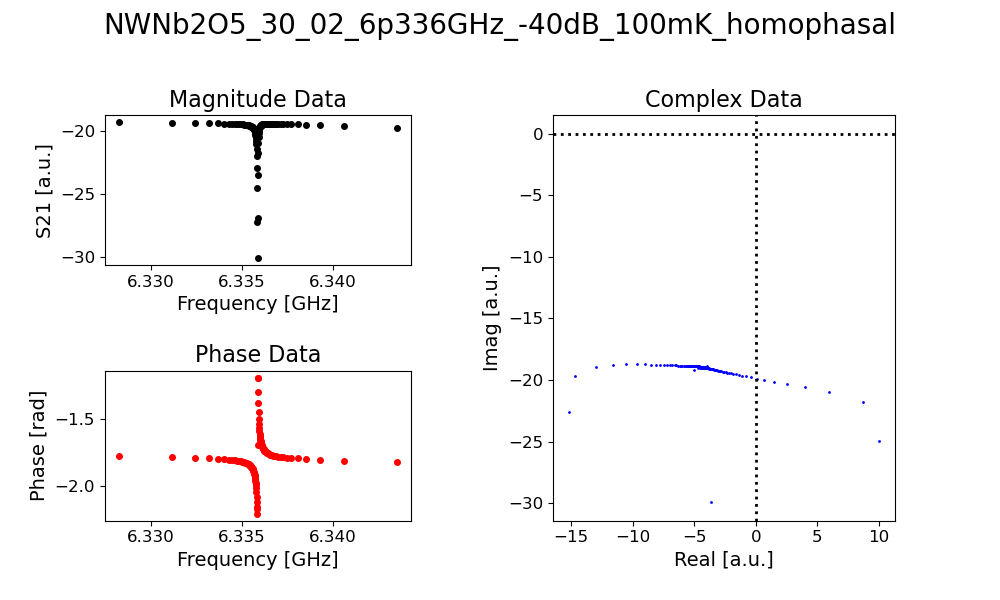 NWNb2O5_30_02_6p336GHz_-40dB_100mK_homophasal
Magnitude Data
S21 [a.u.]
−20
−25
−30
6.330
6.335
6.340
Frequency [GHz]
Phase Data
Phase [rad]
−1.5
−2.0
6.330
6.335
6.340
Frequency [GHz]
Complex Data
Imag [a.u.]
0
−5
−10
−15
−20
−25
−30
−15
−10
−5
0
5
10
Real [a.u.]